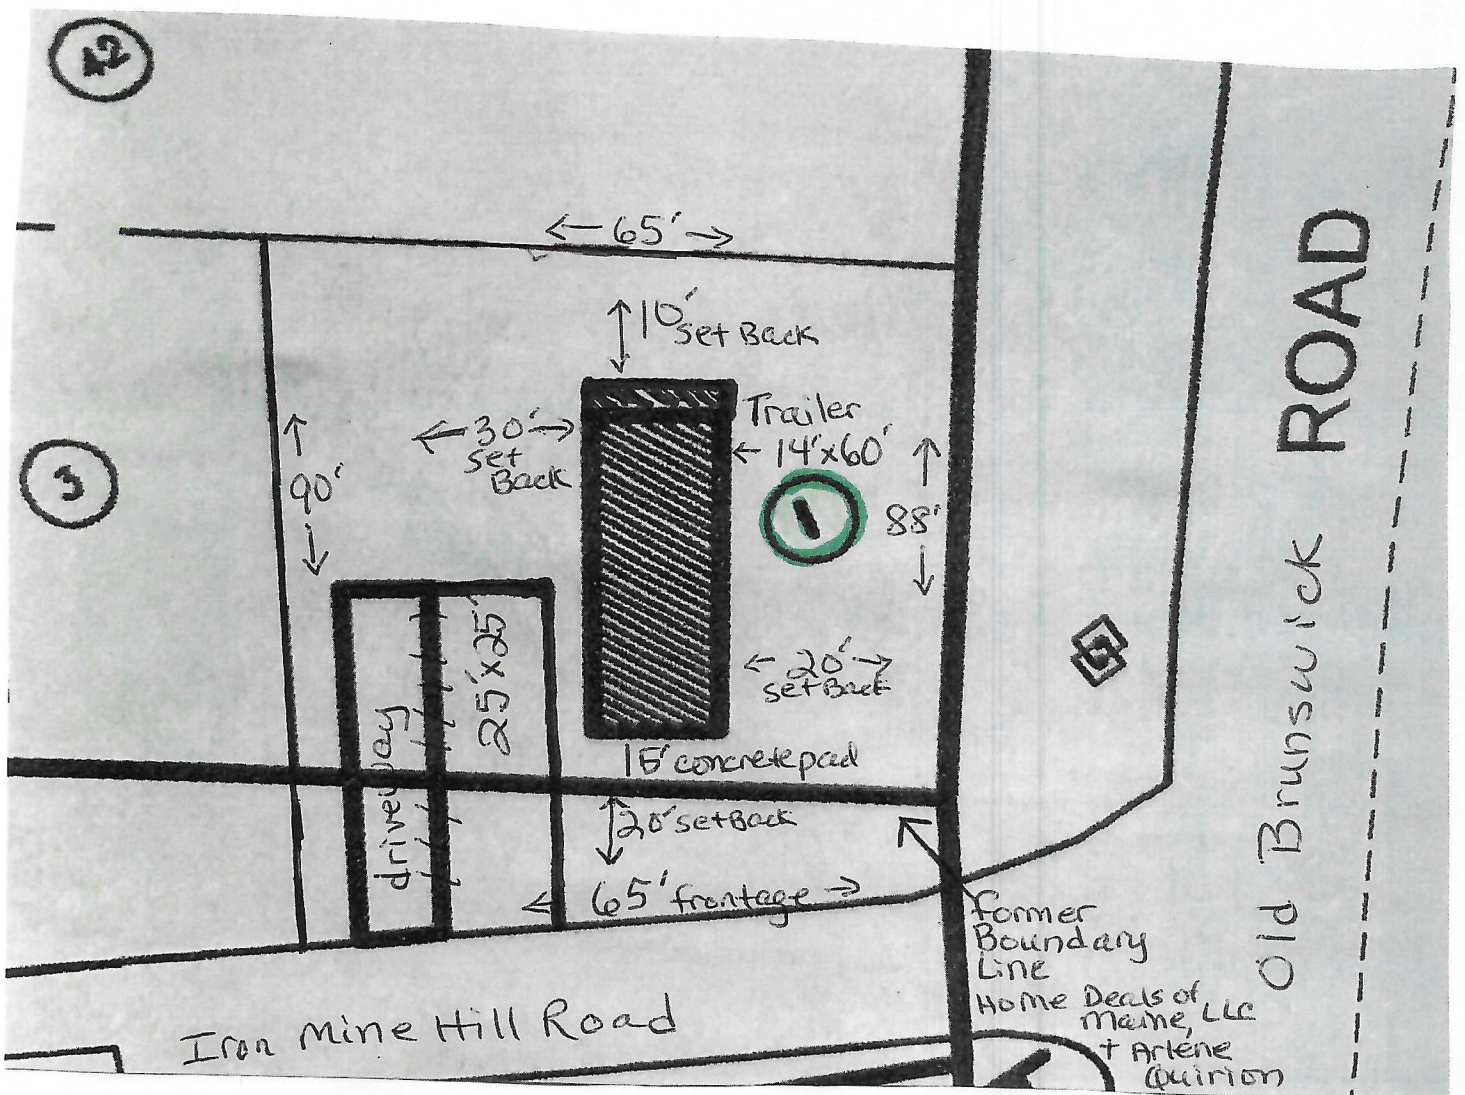 42
← 65' →
10'
set Back
Trailer
← 14'x60'
← 30' →
set
Back
3
90'
1
88'
ROAD
← 20' →
set Back
25'x25'
driveway
15' concrete pad
20' set Back
65' frontage
Former
Boundary
Line
Home Deals of
Maine, LLC
+ Arlene
Quirion
Old Brunswick
Iron Mine Hill Road